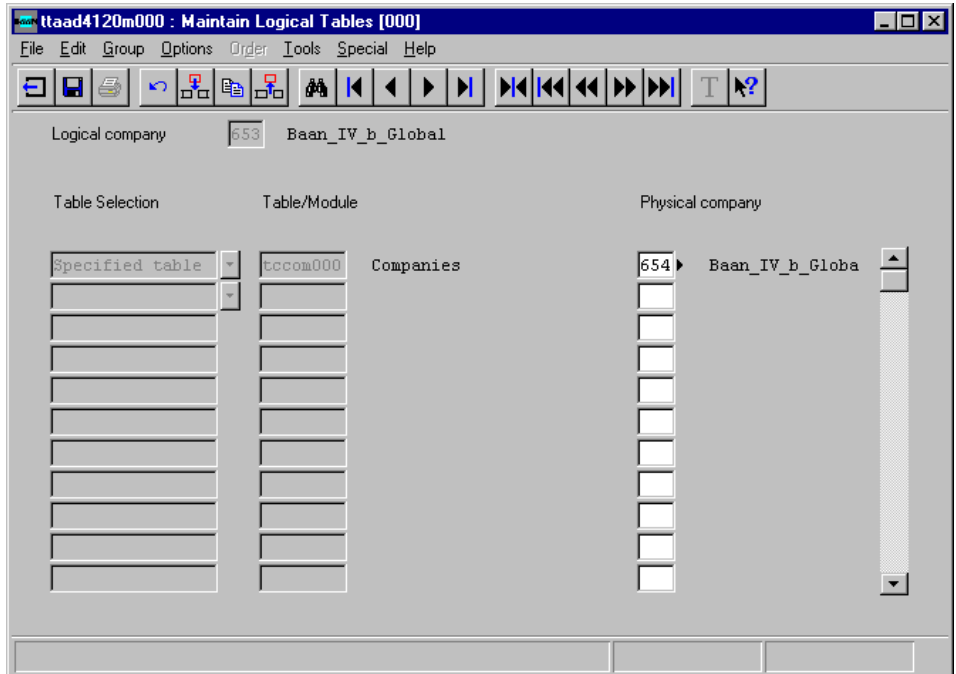 BaaN ttaad4120m000 : Maintain Logical Tables [000]
File Edit Group Options Order Tools Special Help
T ?
Logical company 653 Baan_IV_b_Global
Table Selection Table/Module Physical company
Specified table tccom000 Companies 654 Baan_IV_b_Globa